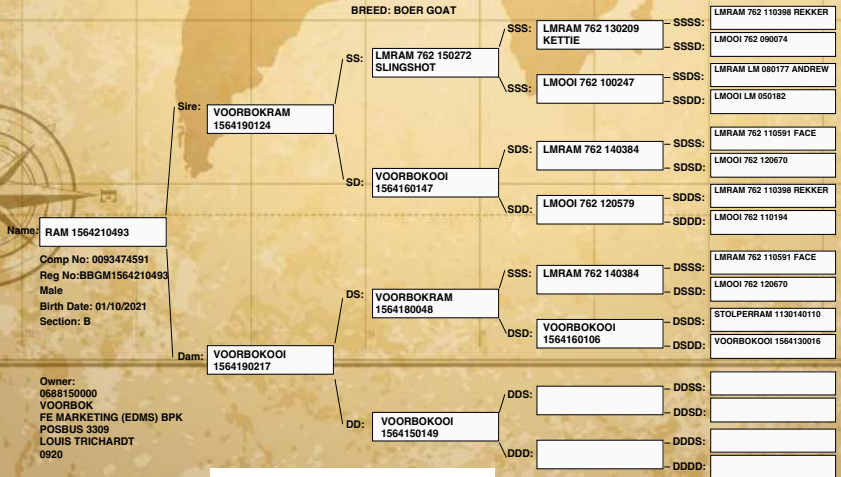 BREED: BOER GOAT
Name:
RAM 1564210493
Comp No: 0093474591
Reg No:BBGM1564210493
Male
Birth Date: 01/10/2021
Section: B
Owner:
0688150000
VOORBOK
FE MARKETING (EDMS) BPK
POSBUS 3309
LOUIS TRICHARDT
0920
Sire:
VOORBOKRAM
1564190124
Dam:
VOORBOKOOI
1564190217
SS:
LMRAM 762 150272
SLINGSHOT
SD:
VOORBOKOOI
1564160147
DS:
VOORBOKRAM
1564180048
DD:
VOORBOKOOI
1564150149
SSS:
LMRAM 762 130209
KETTIE
SSS:
LMOOI 762 100247
SDS:
LMRAM 762 140384
SDD:
LMOOI 762 120579
SSS:
LMRAM 762 140384
DSD:
VOORBOKOOI
1564160106
DDS:
DDD:
SSSS:
LMRAM 762 110398 REKKER
SSSD:
LMOOI 762 090074
SSDS:
LMRAM LM 080177 ANDREW
SSDD:
LMOOI LM 050182
SDSS:
LMRAM 762 110591 FACE
SDSD:
LMOOI 762 120670
SDDS:
LMRAM 762 110398 REKKER
SDDD:
LMOOI 762 110194
DSSS:
LMRAM 762 110591 FACE
DSSD:
LMOOI 762 120670
DSDS:
STOLPERRAM 1130140110
DSDD:
VOORBOKOOI 1564130016
DDSS:
DDSD:
DDDS:
DDDD: